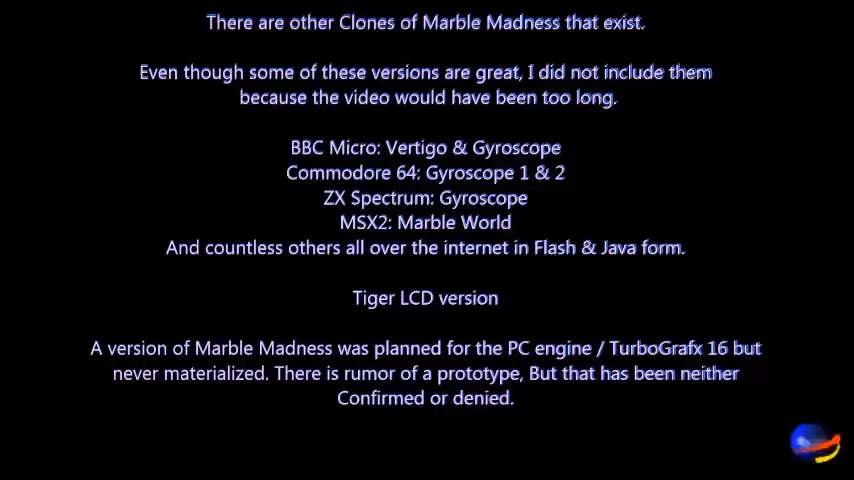 There are other Clones of Marble Madness that exist.
Even though some of these versions are great, I did not include them
because the video would have been too long.
BBC Micro: Vertigo & Gyroscope
Commodore 64: Gyroscope 1 & 2
ZX Spectrum: Gyroscope
MSX2: Marble World
And countless others all over the internet in Flash & Java form.
Tiger LCD version
A version of Marble Madness was planned for the PC engine / TurboGrafx 16 but
never materialized. There is rumor of a prototype, But that has been neither
Confirmed or denied.